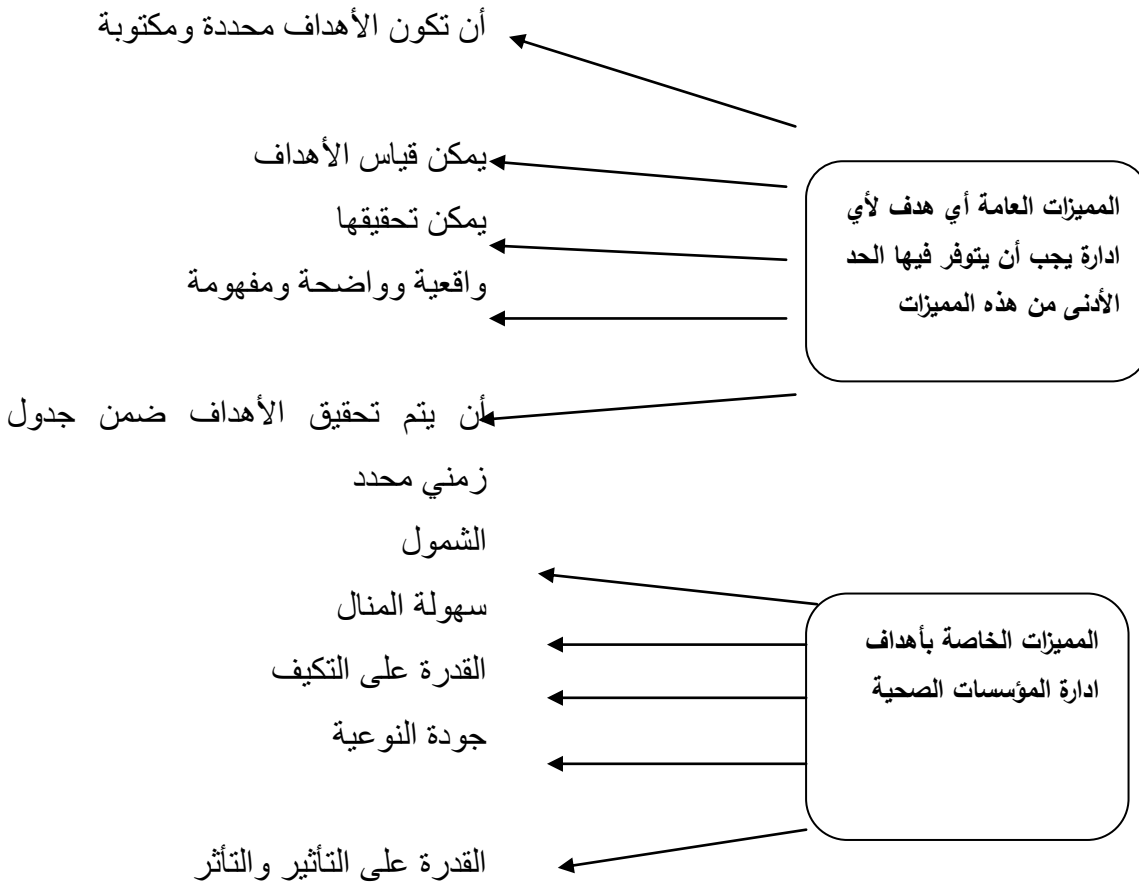 أن تكون الأهداف محددة ومكتوبة
يمكن قياس الأهداف
يمكن تحقيقها
واقعية وواضحة ومفهومة
المميزات العامة أي هدف لأي
ادارة يجب أن يتوفر فيها الحد
الأدنى من هذه المميزات
أن يتم تحقيق الأهداف ضمن جدول
زمني محدد
الشمول
سهولة المنال
القدرة على التكيف
جودة النوعية
المميزات الخاصة بأهداف
ادارة المؤسسات الصحية
القدرة على التأثير والتأثر